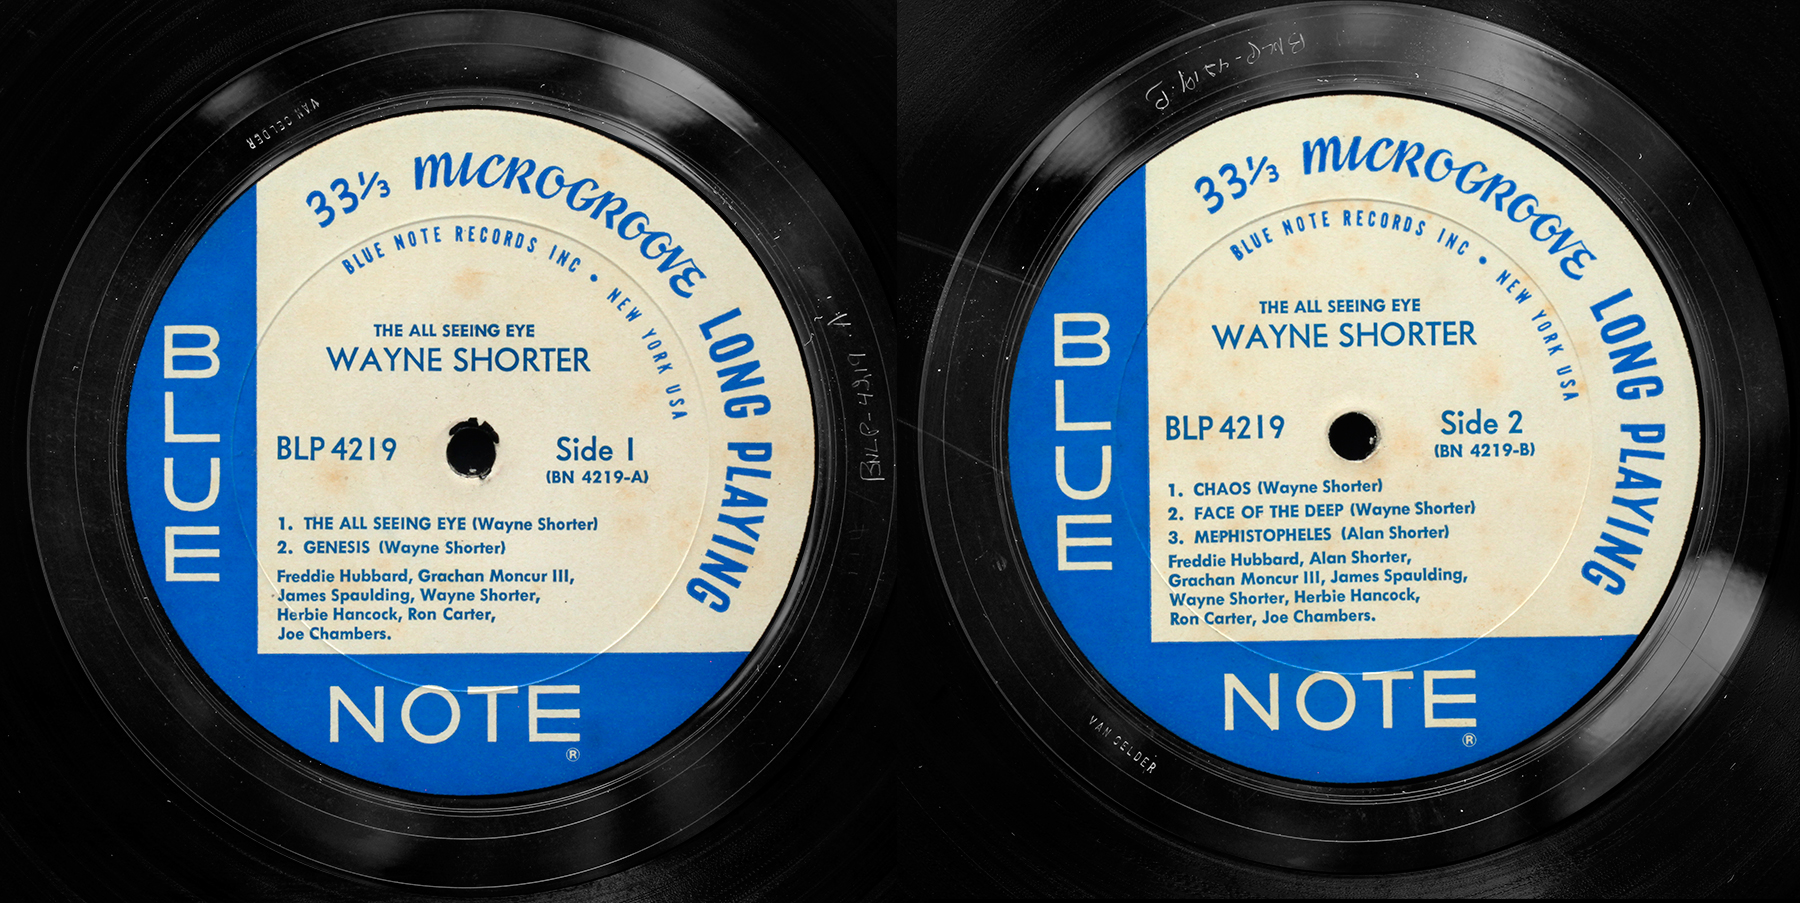 VAN GELDER
33⅓ MICROGROOVE LONG PLAYING
BLUE NOTE RECORDS INC • NEW YORK USA
THE ALL SEEING EYE
WAYNE SHORTER
BLP 4219
Side 1
(BN 4219-A)
1. THE ALL SEEING EYE (Wayne Shorter)
2. GENESIS (Wayne Shorter)
Freddie Hubbard, Grachan Moncur III,
James Spaulding, Wayne Shorter,
Herbie Hancock, Ron Carter,
Joe Chambers.
BLUE
NOTE
®
BNLP-4219-A
BNLP-4219-B
33⅓ MICROGROOVE LONG PLAYING
BLUE NOTE RECORDS INC • NEW YORK USA
THE ALL SEEING EYE
WAYNE SHORTER
BLP 4219
Side 2
(BN 4219-B)
1. CHAOS (Wayne Shorter)
2. FACE OF THE DEEP (Wayne Shorter)
3. MEPHISTOPHELES (Alan Shorter)
Freddie Hubbard, Alan Shorter,
Grachan Moncur III, James Spaulding,
Wayne Shorter, Herbie Hancock,
Ron Carter, Joe Chambers.
BLUE
NOTE
®
VAN GELDER